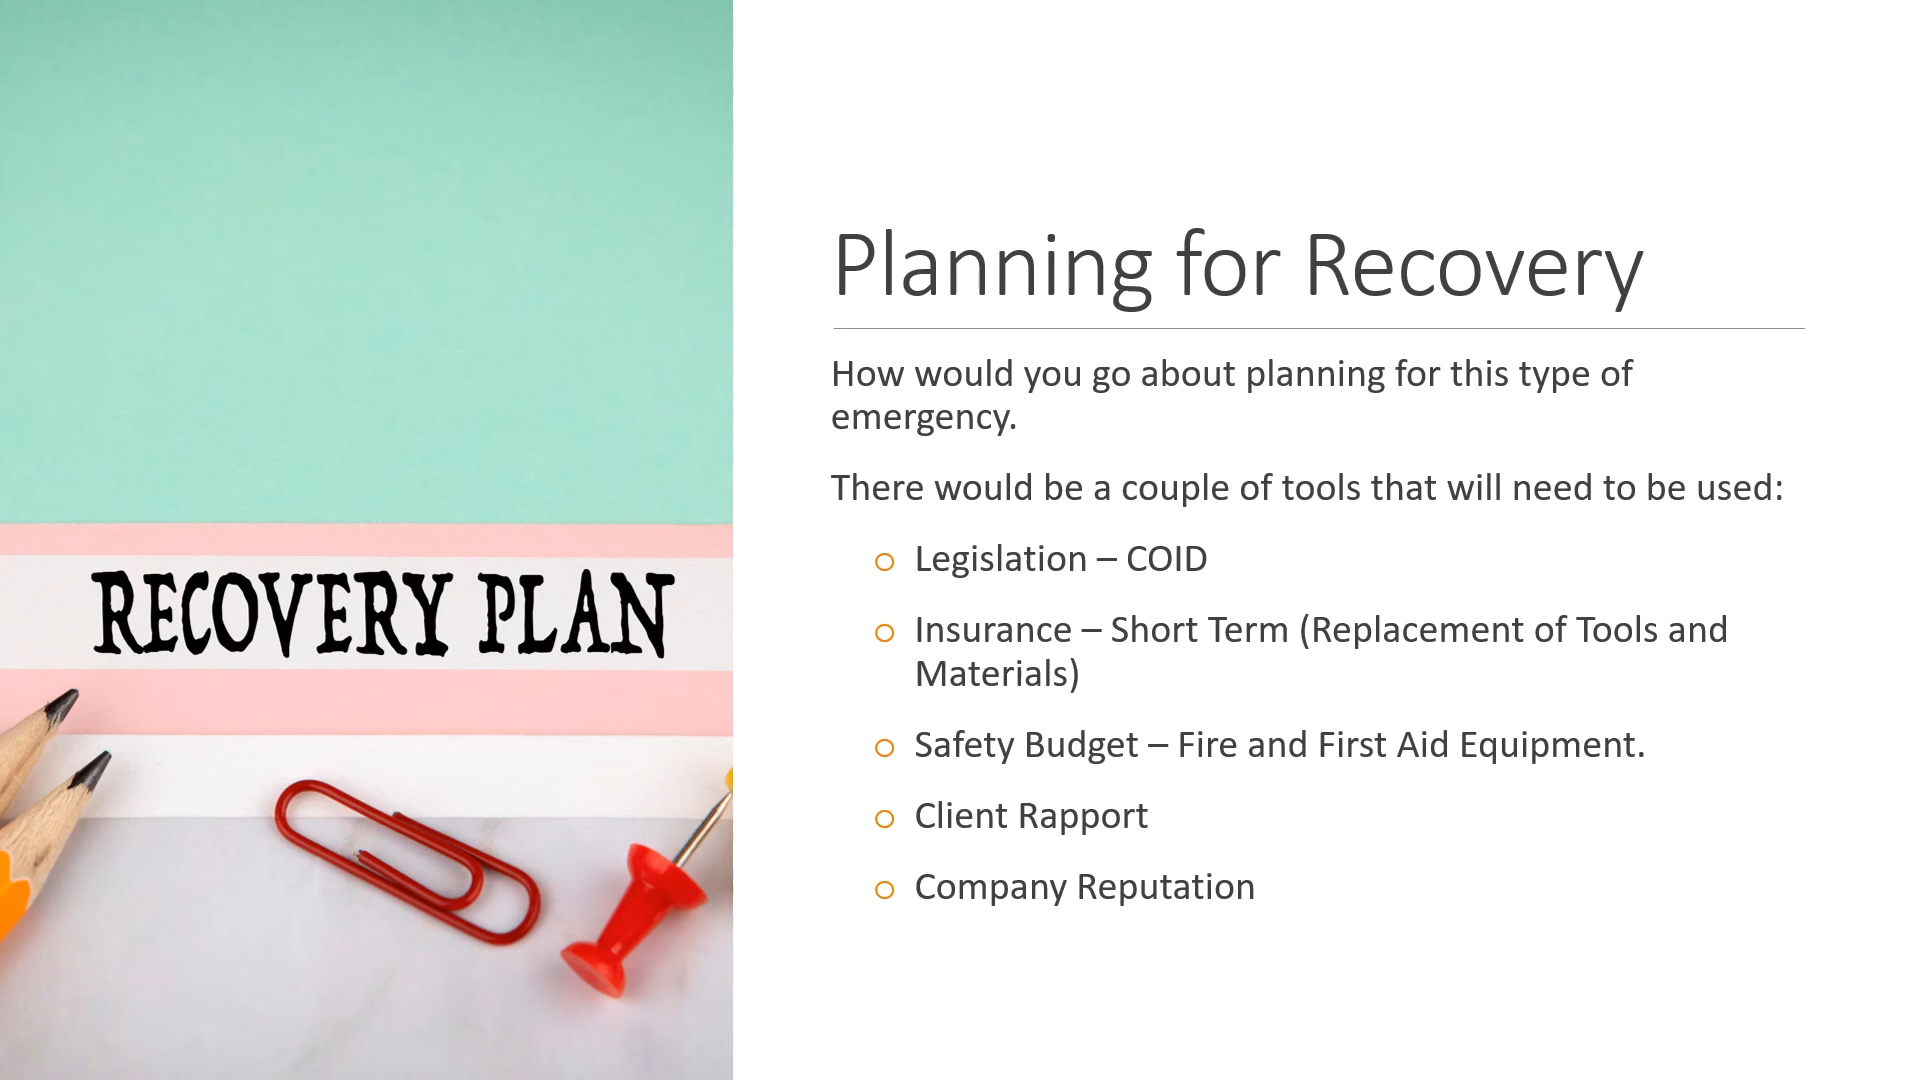 RECOVERY PLAN
Planning for Recovery
How would you go about planning for this type of
emergency.
There would be a couple of tools that will need to be used:
o Legislation – COID
o Insurance – Short Term (Replacement of Tools and
Materials)
o Safety Budget – Fire and First Aid Equipment.
o Client Rapport
o Company Reputation